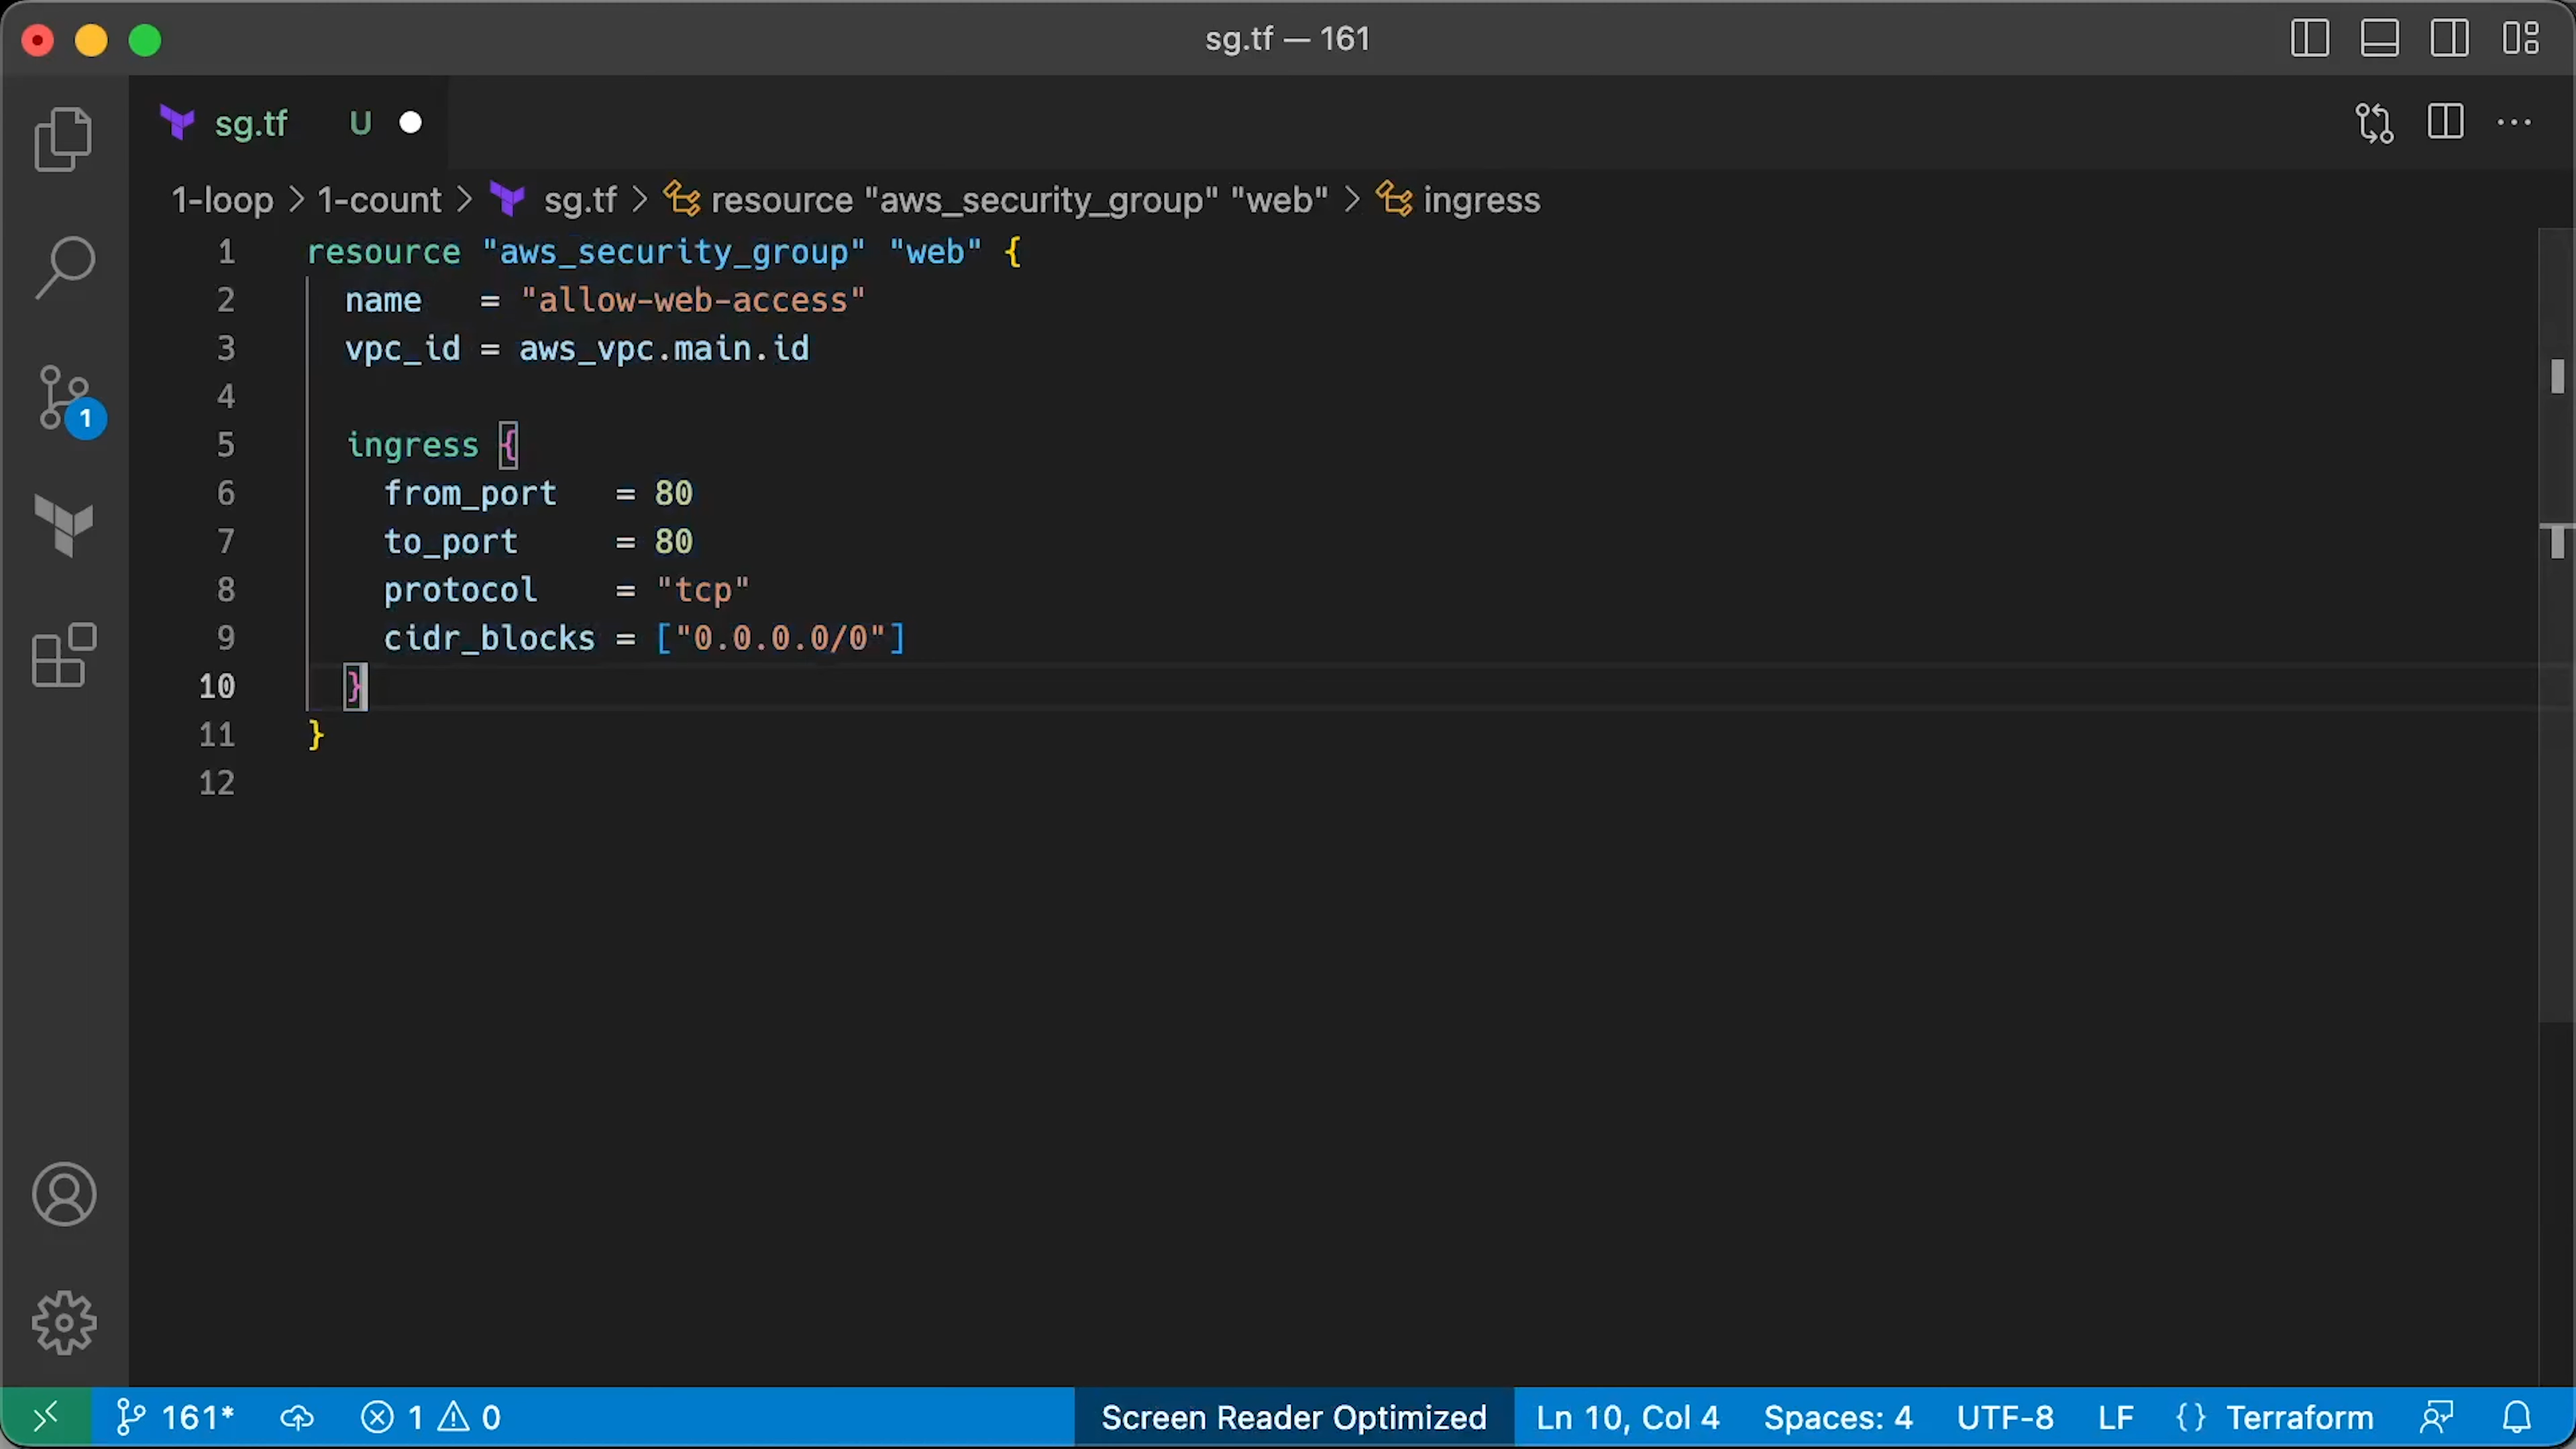 sg.tf — 161
sg.tf U
1-loop > 1-count > sg.tf > resource "aws_security_group" "web" > ingress
1 resource "aws_security_group" "web" {
2   name   = "allow-web-access"
3   vpc_id = aws_vpc.main.id
4
5   ingress {
6     from_port   = 80
7     to_port     = 80
8     protocol    = "tcp"
9     cidr_blocks = ["0.0.0.0/0"]
10   }
11 }
12
1
161* 1 0 Screen Reader Optimized Ln 10, Col 4 Spaces: 4 UTF-8 LF {} Terraform